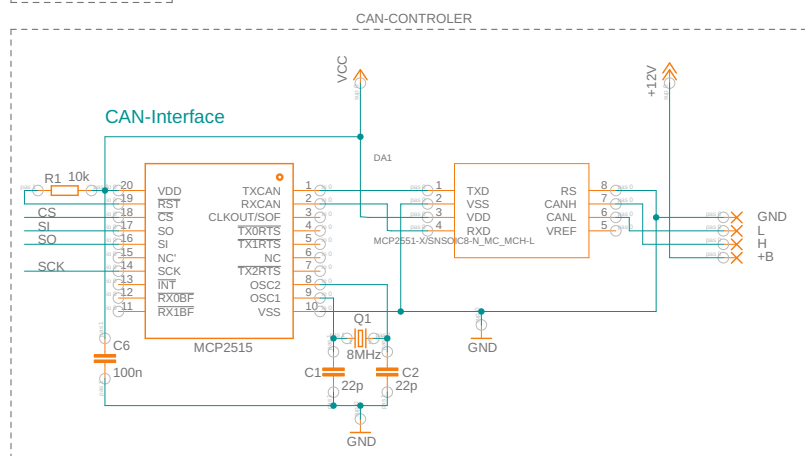 CAN-CONTROLER
VCC
+12V
CAN-Interface
DA1
R1 10k
CS
SI
SO
SCK
20 VDD TXCAN 1
19 RST RXCAN 2
18 CS CLKOUT/SOF 3
17 SO TX0RTS 4
16 SI TX1RTS 5
15 NC' NC 6
14 SCK TX2RTS 7
13 INT OSC2 8
12 RX0BF OSC1 9
11 RX1BF VSS 10
MCP2515
1 TXD RS 8
2 VSS CANH 7
3 VDD CANL 6
4 RXD VREF 5
MCP2551-X/SNSOIC8-N_MC_MCH-L
GND
L
H
+B
Q1
8MHz
GND
C6
100n
C1
22p
C2
22p
GND